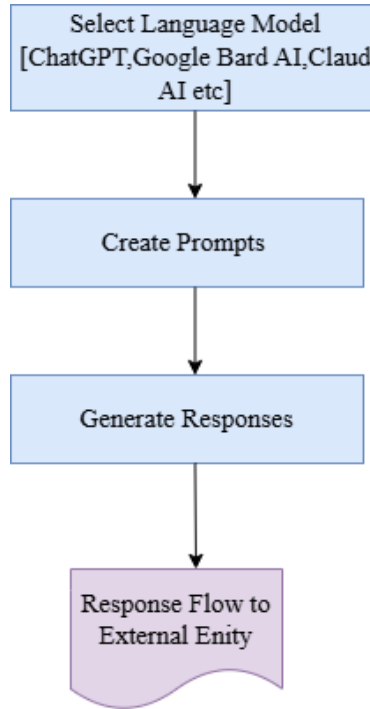 Select Language Model
[ChatGPT,Google Bard AI,Claud
AI etc]
Create Prompts
Generate Responses
Response Flow to
External Enity